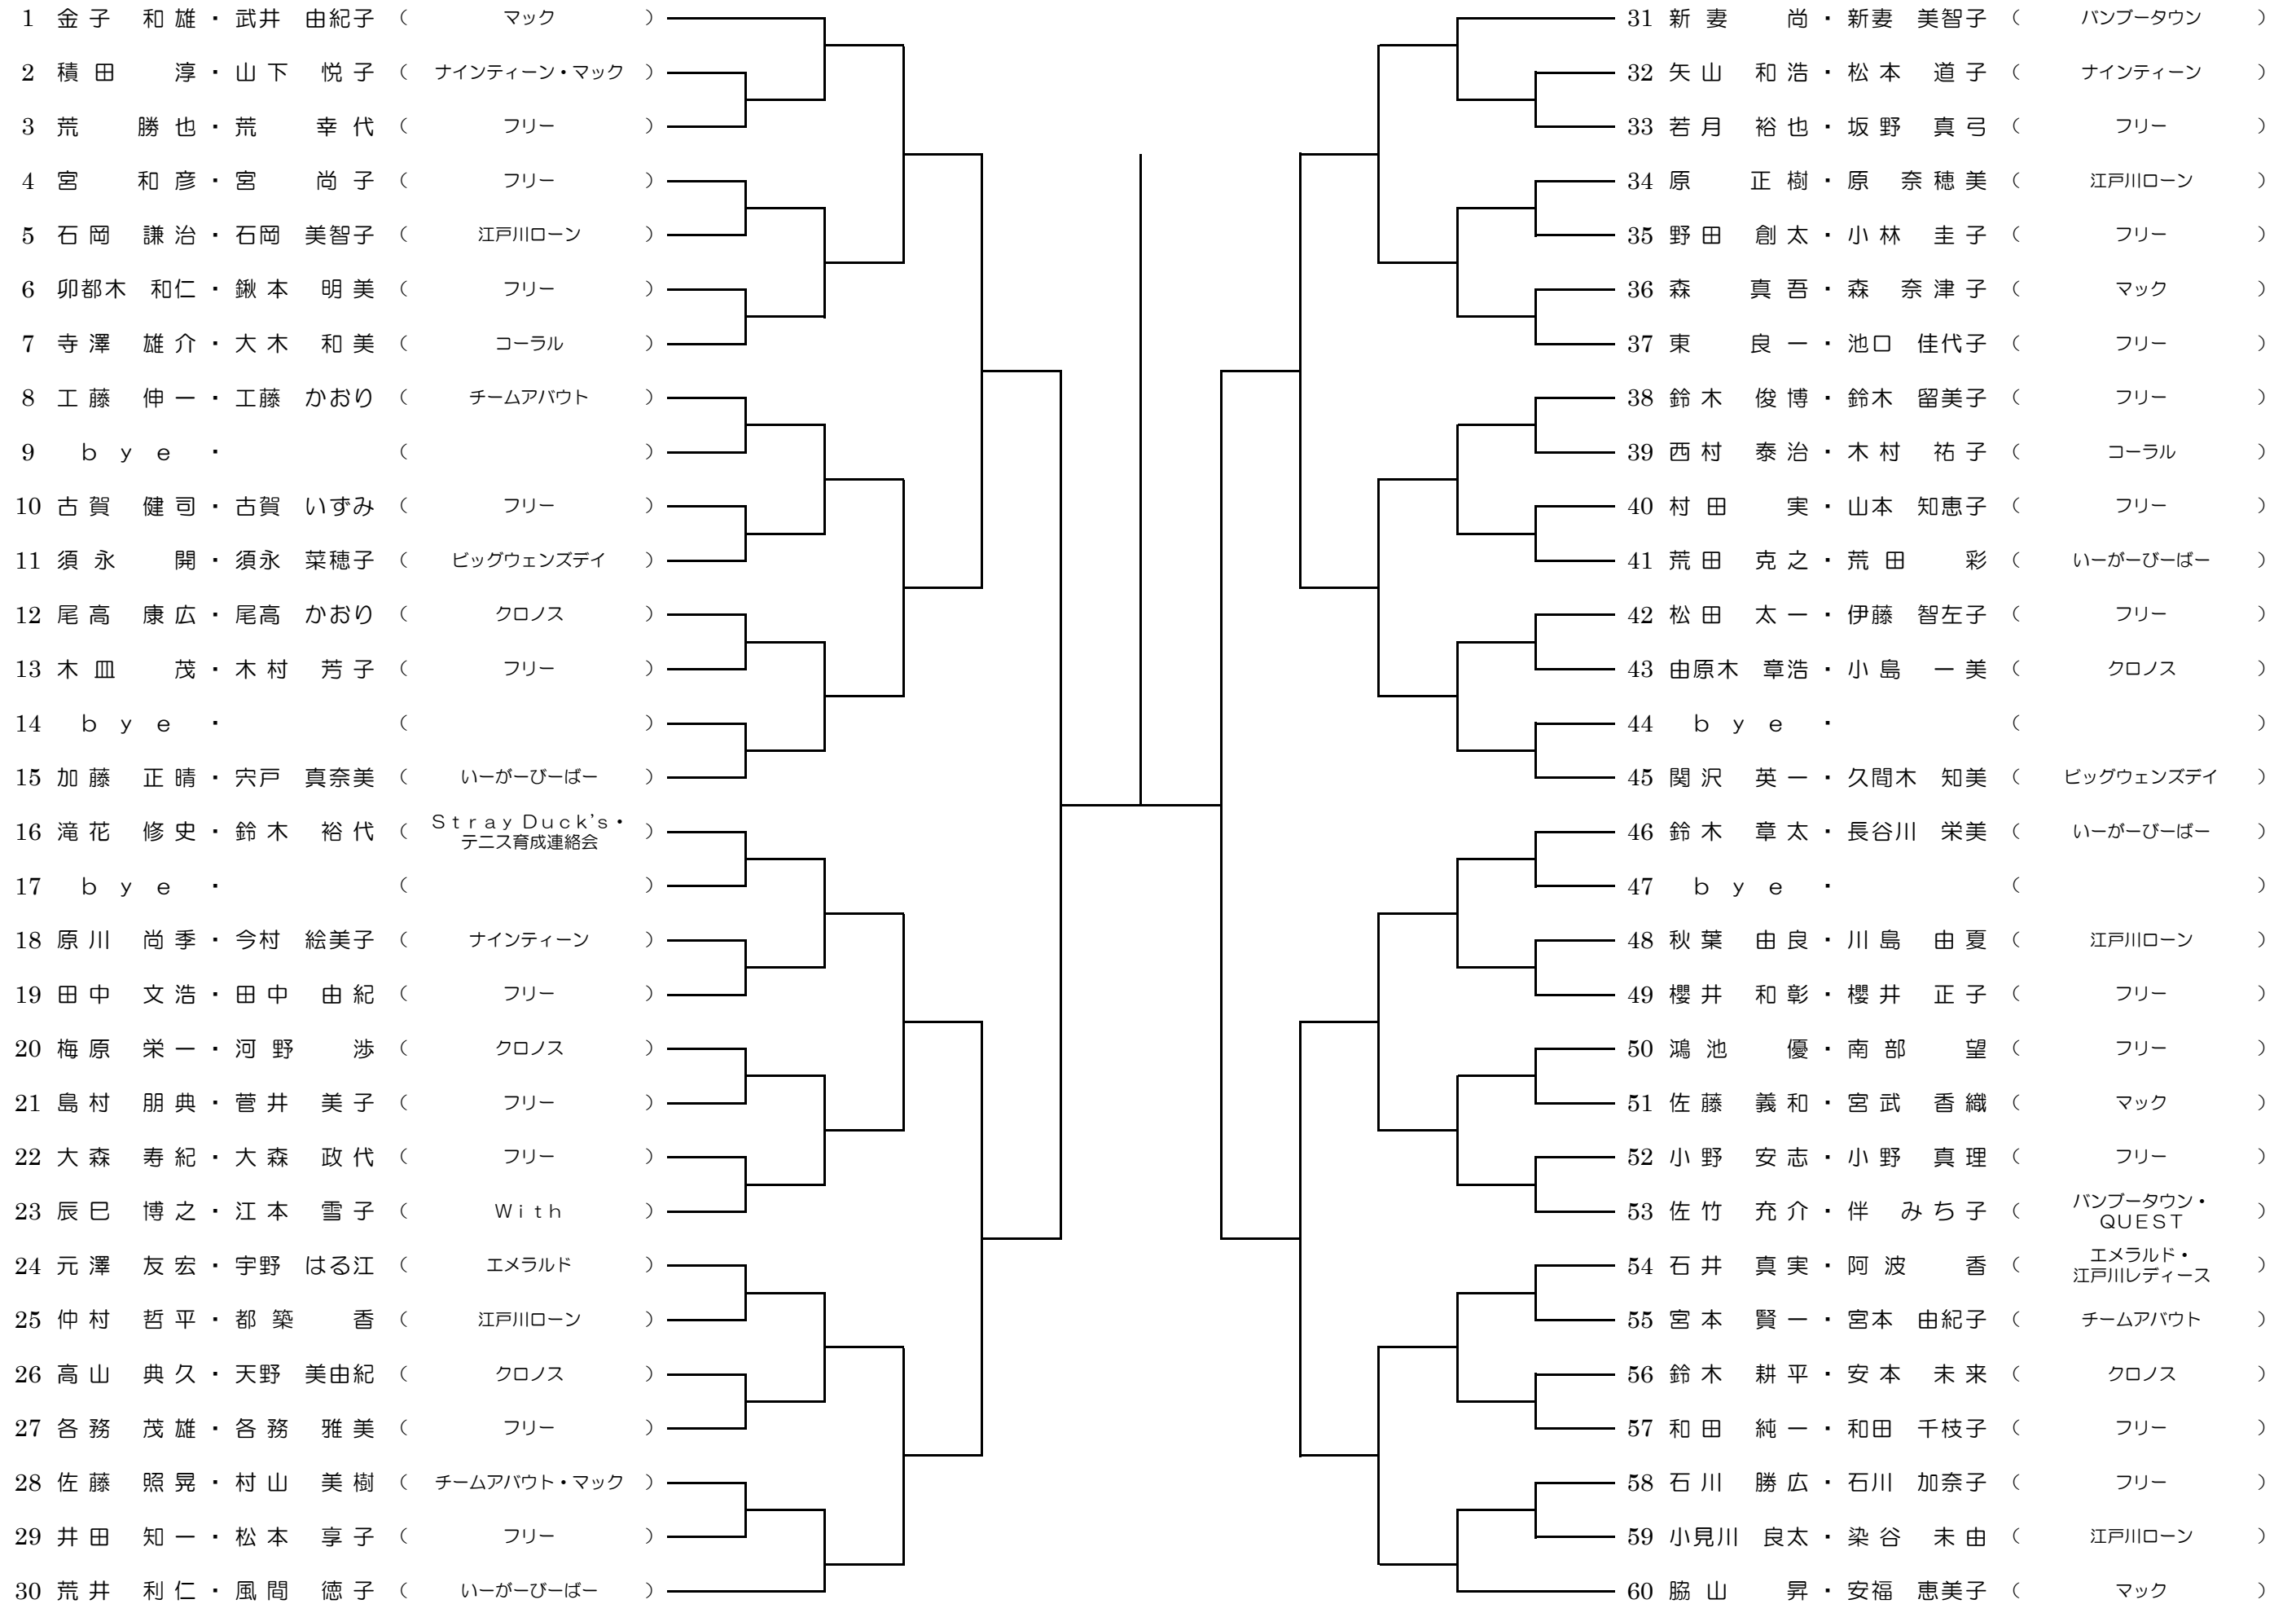 1 金子 和雄・武井 由紀子 ( マック )
2 積田 淳・山下 悦子 ( ナインティーン・マック )
3 荒 勝也・荒 幸代 ( フリー )
4 宮 和彦・宮 尚子 ( フリー )
5 石岡 謙治・石岡 美智子 ( 江戸川ローン )
6 卯都木 和仁・鍬本 明美 ( フリー )
7 寺澤 雄介・大木 和美 ( コーラル )
8 工藤 伸一・工藤 かおり ( チームアバウト )
9 bye・ ( )
10 古賀 健司・古賀 いずみ ( フリー )
11 須永 開・須永 菜穂子 ( ビッグウェンズデイ )
12 尾高 康広・尾高 かおり ( クロノス )
13 木皿 茂・木村 芳子 ( フリー )
14 bye・ ( )
15 加藤 正晴・宍戸 真奈美 ( いーがーびーばー )
16 滝花 修史・鈴木 裕代 ( Stray Duck's・
テニス育成連絡会 )
17 bye・ ( )
18 原川 尚季・今村 絵美子 ( ナインティーン )
19 田中 文浩・田中 由紀 ( フリー )
20 梅原 栄一・河野 渉 ( クロノス )
21 島村 朋典・菅井 美子 ( フリー )
22 大森 寿紀・大森 政代 ( フリー )
23 辰巳 博之・江本 雪子 ( With )
24 元澤 友宏・宇野 はる江 ( エメラルド )
25 仲村 哲平・都築 香 ( 江戸川ローン )
26 高山 典久・天野 美由紀 ( クロノス )
27 各務 茂雄・各務 雅美 ( フリー )
28 佐藤 照晃・村山 美樹 ( チームアバウト・マック )
29 井田 知一・松本 享子 ( フリー )
30 荒井 利仁・風間 徳子 ( いーがーびーばー )
31 新妻 尚・新妻 美智子 ( バンブータウン )
32 矢山 和浩・松本 道子 ( ナインティーン )
33 若月 裕也・坂野 真弓 ( フリー )
34 原 正樹・原 奈穂美 ( 江戸川ローン )
35 野田 創太・小林 圭子 ( フリー )
36 森 真吾・森 奈津子 ( マック )
37 東 良一・池口 佳代子 ( フリー )
38 鈴木 俊博・鈴木 留美子 ( フリー )
39 西村 泰治・木村 祐子 ( コーラル )
40 村田 実・山本 知恵子 ( フリー )
41 荒田 克之・荒田 彩 ( いーがーびーばー )
42 松田 太一・伊藤 智左子 ( フリー )
43 由原木 章浩・小島 一美 ( クロノス )
44 bye・ ( )
45 関沢 英一・久間木 知美 ( ビッグウェンズデイ )
46 鈴木 章太・長谷川 栄美 ( いーがーびーばー )
47 bye・ ( )
48 秋葉 由良・川島 由夏 ( 江戸川ローン )
49 櫻井 和彰・櫻井 正子 ( フリー )
50 鴻池 優・南部 望 ( フリー )
51 佐藤 義和・宮武 香織 ( マック )
52 小野 安志・小野 真理 ( フリー )
53 佐竹 充介・伴 みち子 ( バンブータウン・
QUEST )
54 石井 真実・阿波 香 ( エメラルド・
江戸川レディース )
55 宮本 賢一・宮本 由紀子 ( チームアバウト )
56 鈴木 耕平・安本 未来 ( クロノス )
57 和田 純一・和田 千枝子 ( フリー )
58 石川 勝広・石川 加奈子 ( フリー )
59 小見川 良太・染谷 未由 ( 江戸川ローン )
60 脇山 昇・安福 恵美子 ( マック )